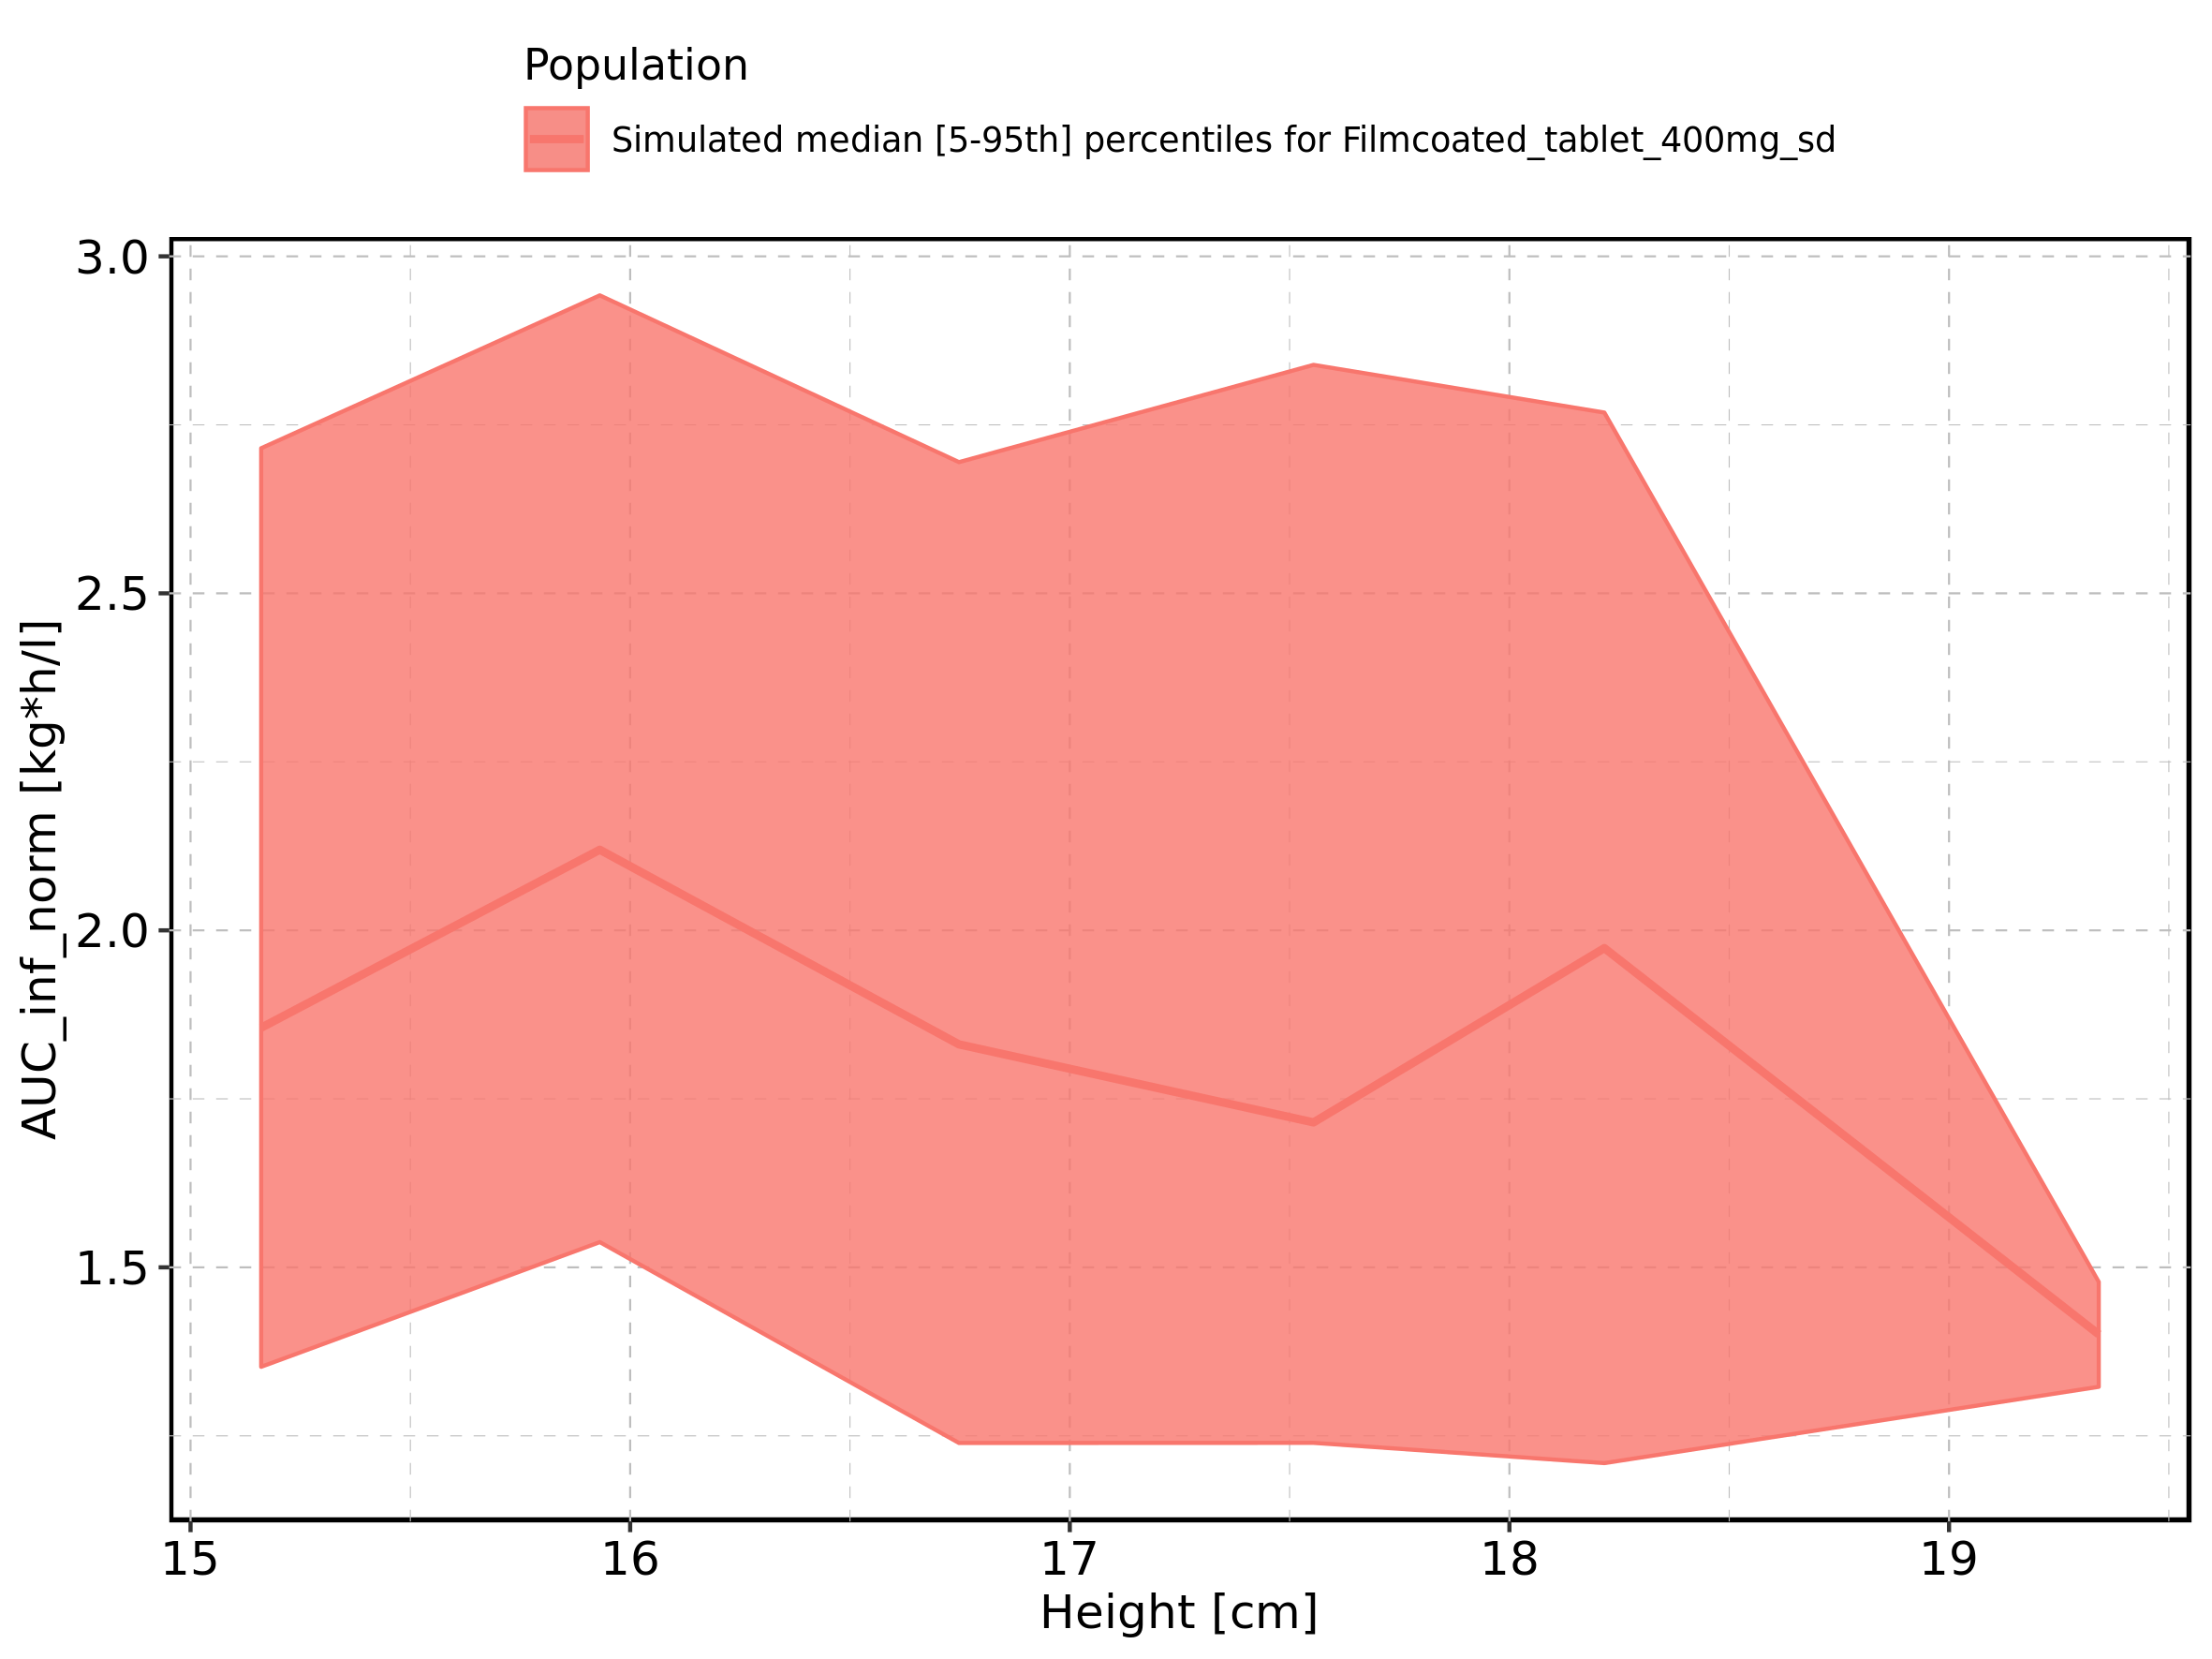 Population
Simulated median [5-95th] percentiles for Filmcoated_tablet_400mg_sd
3.0
2.5
2.0
1.5
AUC_inf_norm [kg*h/l]
15 16 17 18 19
Height [cm]